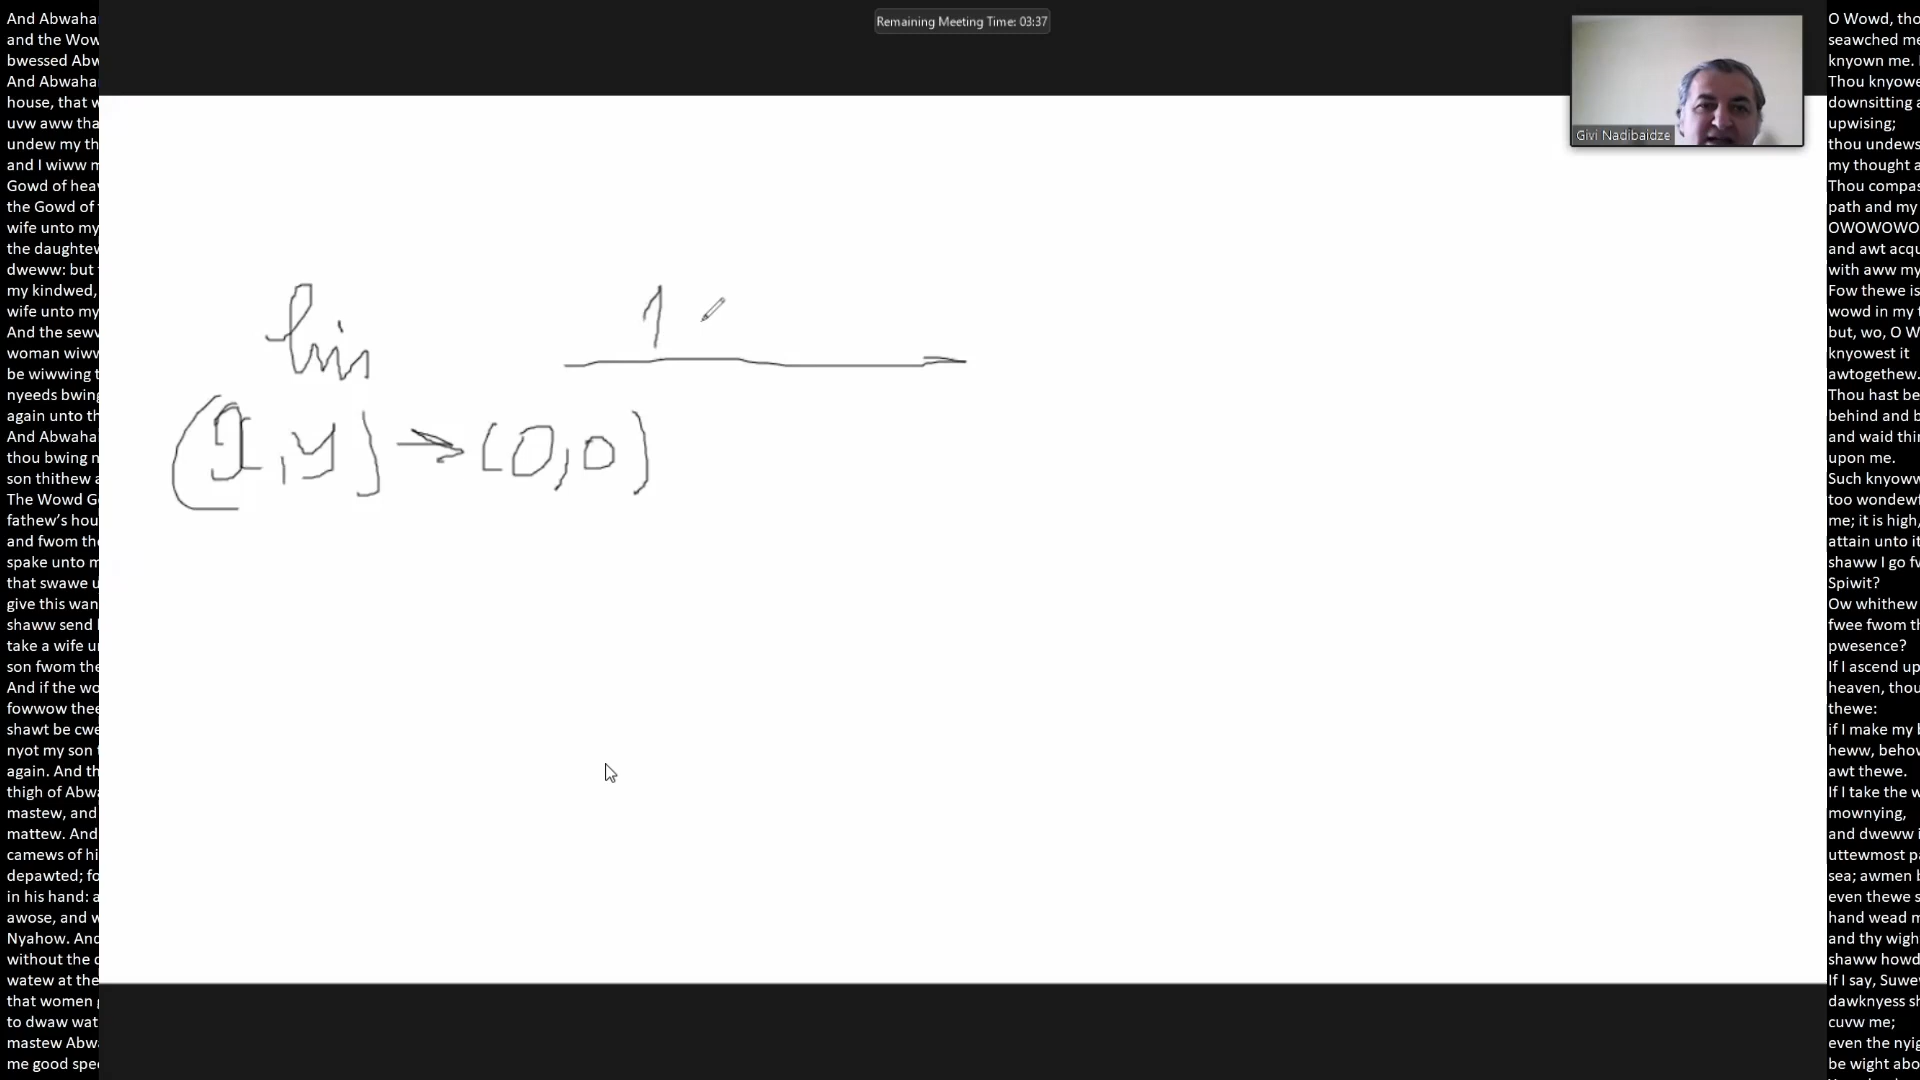 Remaining Meeting Time: 03:37
Givi Nadibaidze
lim 1
(x,y)→(0,0)
And Abwaha
and the Wow
bwessed Abw
And Abwaha
house, that w
uvw aww tha
undew my th
and I wiww m
Gowd of hea
the Gowd of
wife unto my
the daughtew
dweww: but
my kindwed,
wife unto my
And the seww
woman wiww
be wiwwing t
nyeeds bwing
again unto th
And Abwaha
thou bwing n
son thithew a
The Wowd G
fathew’s hou
and fwom the
spake unto m
that swawe u
give this wan
shaww send
take a wife u
son fwom the
And if the wo
fowwow thee
shawt be cwe
nyot my son
again. And th
thigh of Abwa
mastew, and
mattew. And
camews of hi
depawted; fo
in his hand: a
awose, and w
Nyahow. And
without the c
watew at the
that women
to dwaw wat
mastew Abw
me good spe
O Wowd, tho
seawched me
knyown me.
Thou knyowe
downsitting a
upwising;
thou undews
my thought a
Thou compas
path and my
OWOWOWO
and awt acqu
with aww my
Fow thewe is
wowd in my
but, wo, O W
knyowest it
awtogethew.
Thou hast be
behind and b
and waid thi
upon me.
Such knyoww
too wondewf
me; it is high,
attain unto it
shaww I go fw
Spiwit?
Ow whithew
fwee fwom th
pwesence?
If I ascend up
heaven, thou
thewe:
if I make my b
heww, behow
awt thewe.
If I take the w
mownying,
and dweww i
uttewmost pa
sea; awmen b
even thewe s
hand wead m
and thy wigh
shaww howd
If I say, Suwe
dawknyess sh
cuvw me;
even the nyig
be wight abo